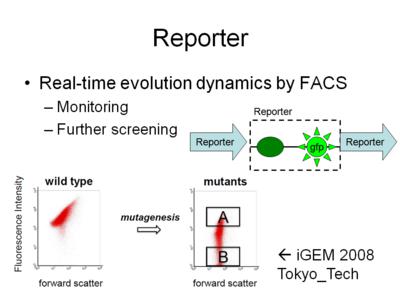 Reporter
• Real-time evolution dynamics by FACS
– Monitoring
– Further screening
Reporter
Reporter
gfp
Reporter
wild type
mutants
Fluorescence Intensity
mutagenesis
A
B
forward scatter
forward scatter
← iGEM 2008
Tokyo_Tech